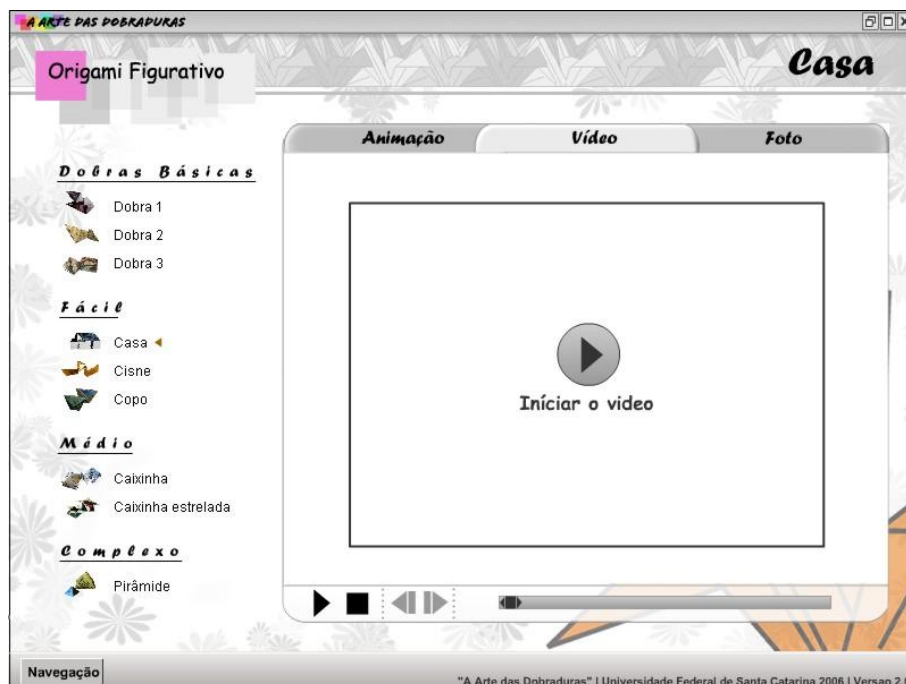 A ARTE DAS DOBRADURAS
Origami Figurativo
Casa
Animação
Vídeo
Foto
Dobras Básicas
Dobra 1
Dobra 2
Dobra 3
Fácil
Casa
Cisne
Copo
Médio
Caixinha
Caixinha estrelada
Complexo
Pirâmide
Iníciar o video
Navegação
"A Arte das Dobraduras" | Universidade Federal de Santa Catarina 2006 | Versao 2.